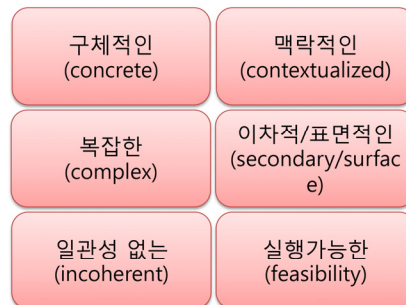 구체적인
(concrete)
맥락적인
(contextualized)
복잡한
(complex)
이차적/표면적인
(secondary/surfac
e)
일관성 없는
(incoherent)
실행가능한
(feasibility)